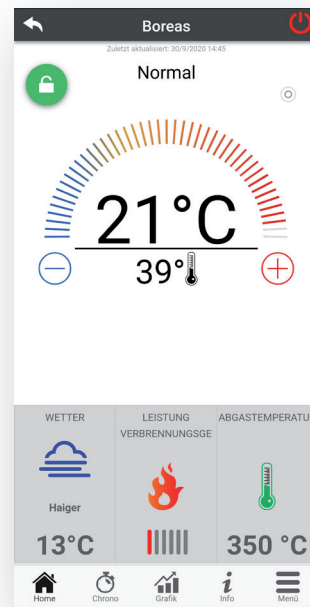 Boreas
Zuletzt aktualisiert: 30/9/2020 14:45
Normal
21°C
39°
WETTER
LEISTUNG
VERBRENNUNGSGE
ABGASTEMPERATU
Haiger
13°C
350 °C
Home
Chrono
Grafik
Info
Menü